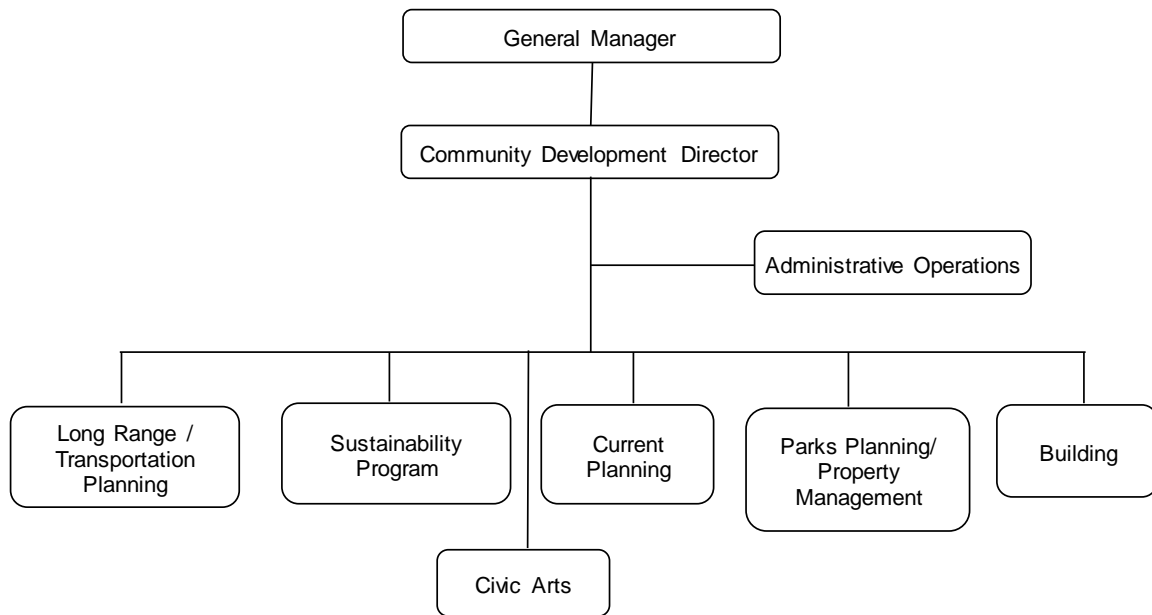 General Manager
Community Development Director
Administrative Operations
Long Range /
Transportation
Planning
Sustainability
Program
Current
Planning
Parks Planning/
Property
Management
Building
Civic Arts